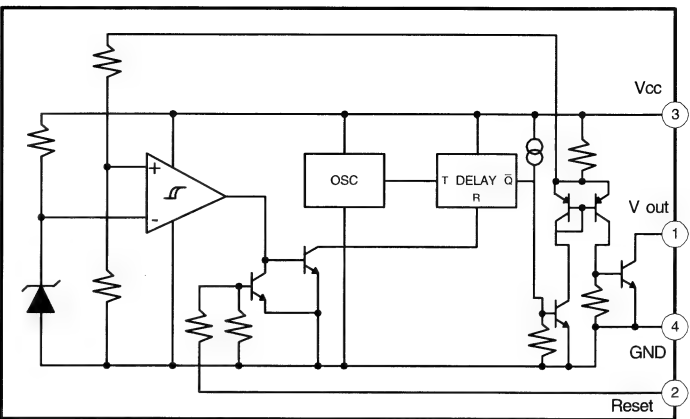 Vcc
3
+
-
OSC
T DELAY Q̅
R
V out
1
4
GND
2
Reset